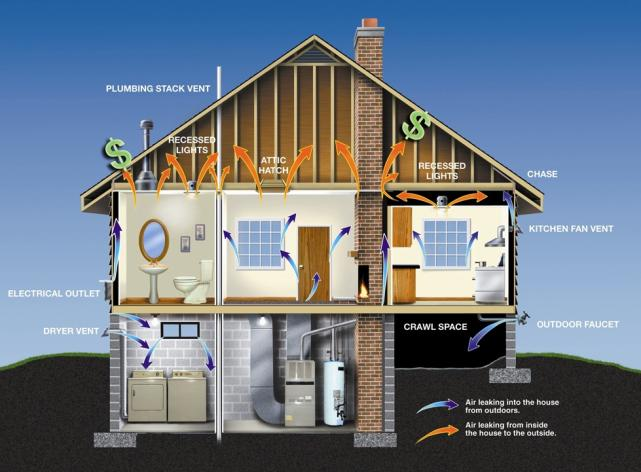 PLUMBING STACK VENT
RECESSED
LIGHTS
ATTIC
HATCH
RECESSED
LIGHTS
CHASE
KITCHEN FAN VENT
ELECTRICAL OUTLET
DRYER VENT
CRAWL SPACE
OUTDOOR FAUCET
Air leaking into the house
from outdoors.
Air leaking from inside
the house to the outside.
$
$